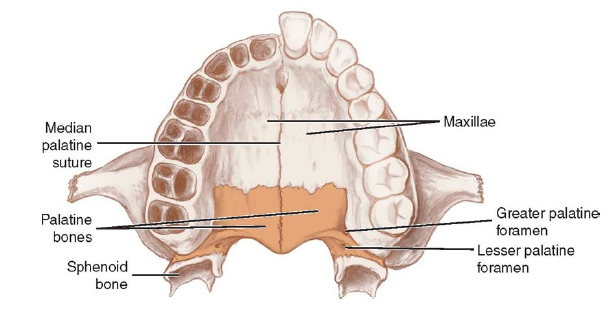 Median
palatine
suture
Palatine
bones
Sphenoid
bone
Maxillae
Greater palatine
foramen
Lesser palatine
foramen